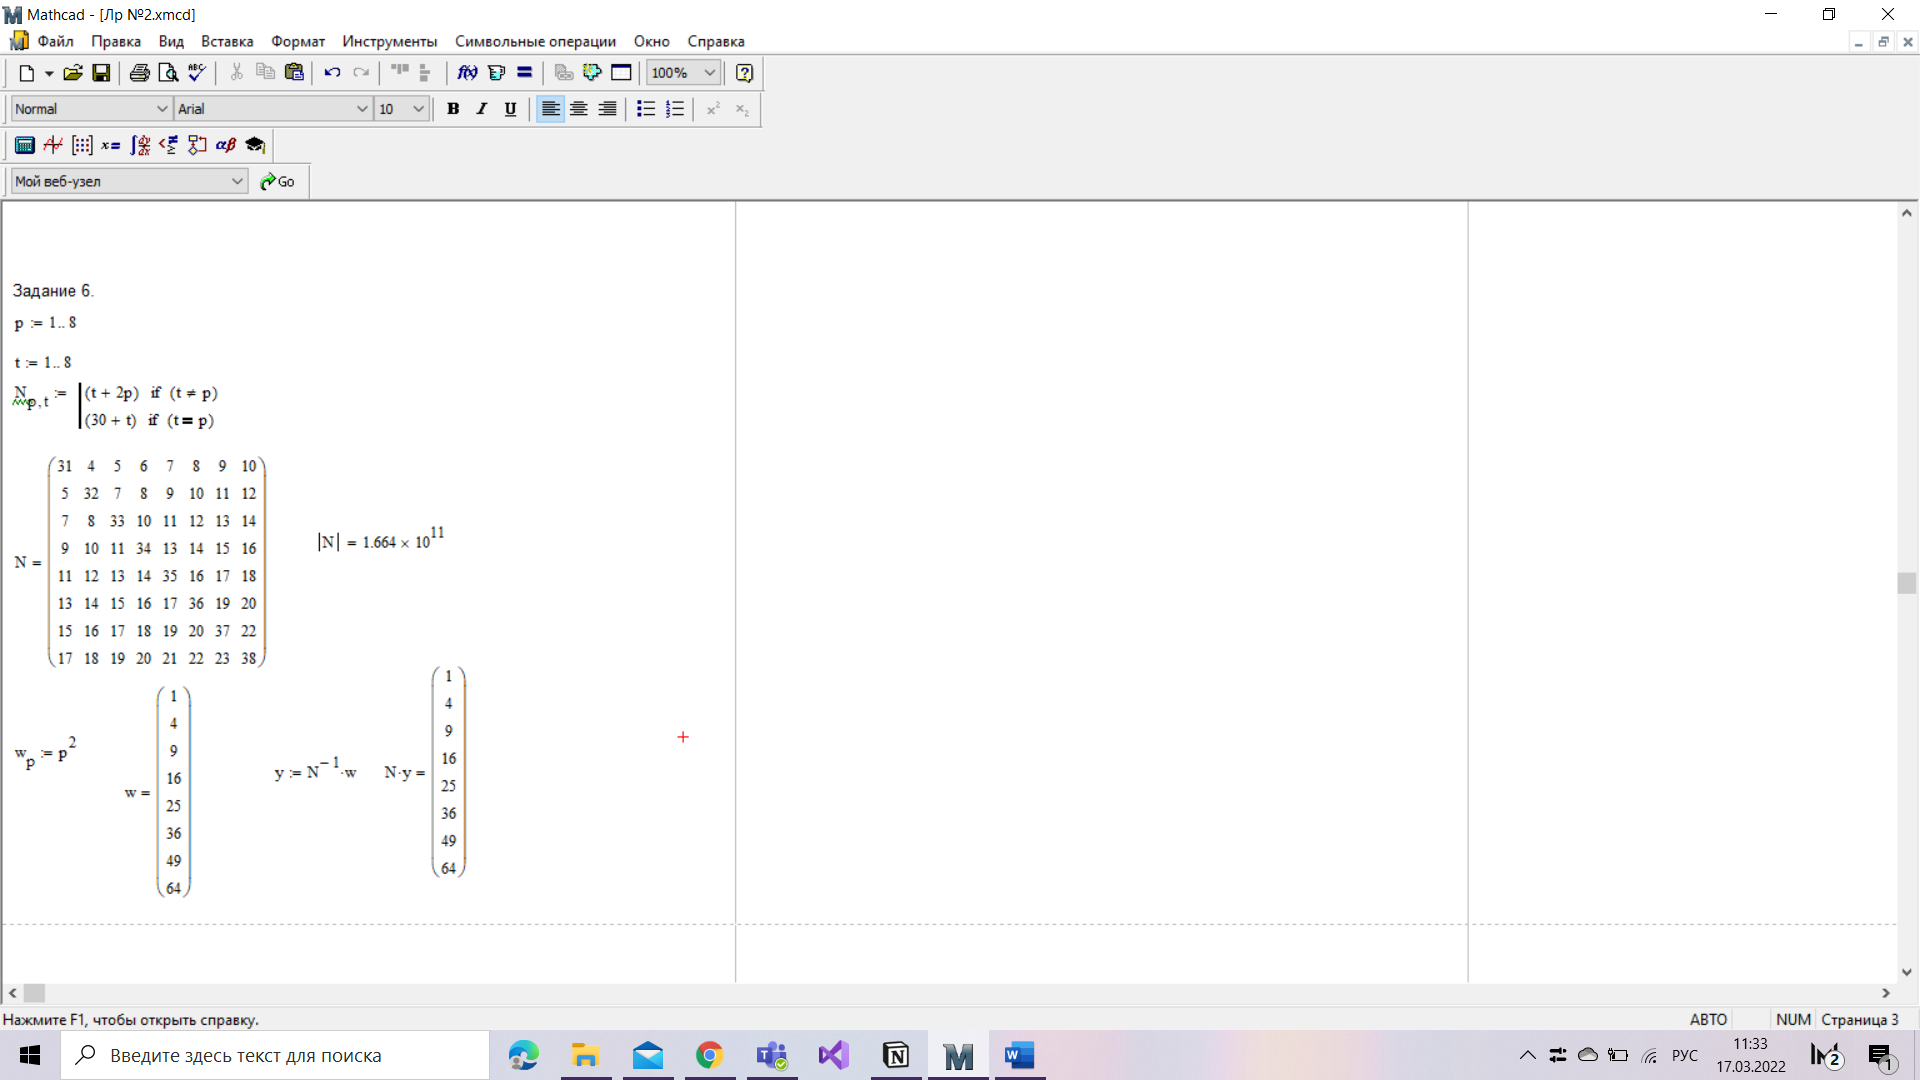 Mathcad - [Лр №2.xmcd]
Файл Правка Вид Вставка Формат Инструменты Символьные операции Окно Справка
100%
Normal Arial 10 B I U
Мой веб-узел Go
Задание 6.
p := 1.. 8
t := 1.. 8
N p,t := (t + 2p) if (t ≠ p)
(30 + t) if (t = p)
31 4 5 6 7 8 9 10
5 32 7 8 9 10 11 12
7 8 33 10 11 12 13 14
9 10 11 34 13 14 15 16
N =
11 12 13 14 35 16 17 18
13 14 15 16 17 36 19 20
15 16 17 18 19 20 37 22
17 18 19 20 21 22 23 38
|N| = 1.664 × 10^11
w p := p^2
w =
1
4
9
16
25
36
49
64
y := N^-1·w
N·y =
1
4
9
16
25
36
49
64
Нажмите F1, чтобы открыть справку.
АВТО NUM Страница 3
Введите здесь текст для поиска
РУС
11:33
17.03.2022
2
1